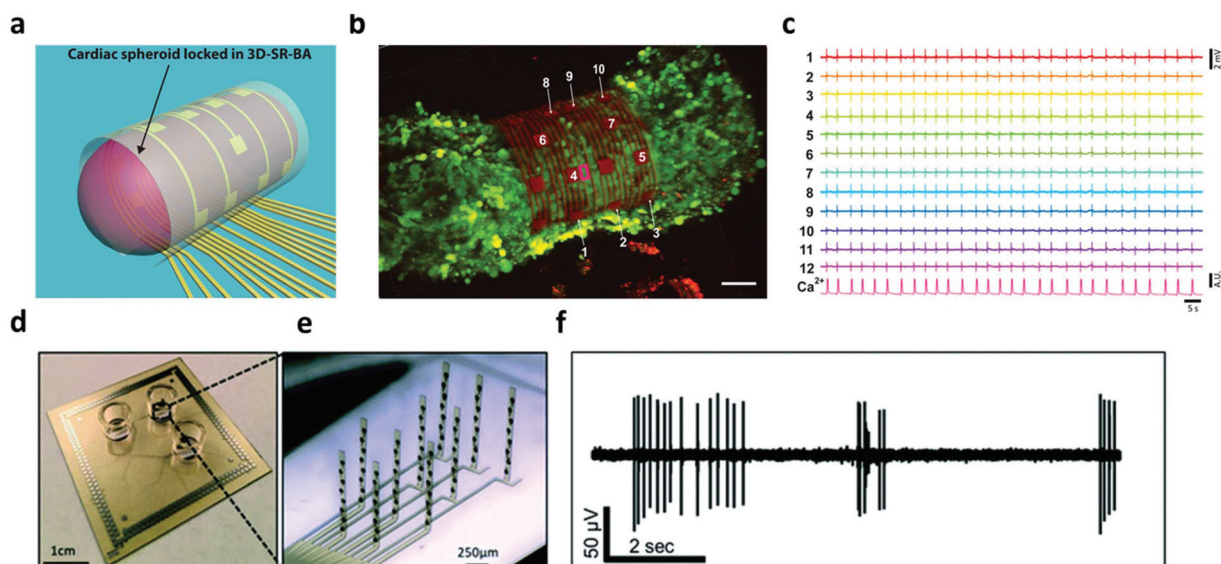 a
Cardiac spheroid locked in 3D-SR-BA
b
8
9
10
6
7
5
4
1
2
3
c
1
2
3
4
5
6
7
8
9
10
11
12
Ca2+
2 mV
A.U.
5 s
d
1cm
e
250μm
f
50 μV
2 sec